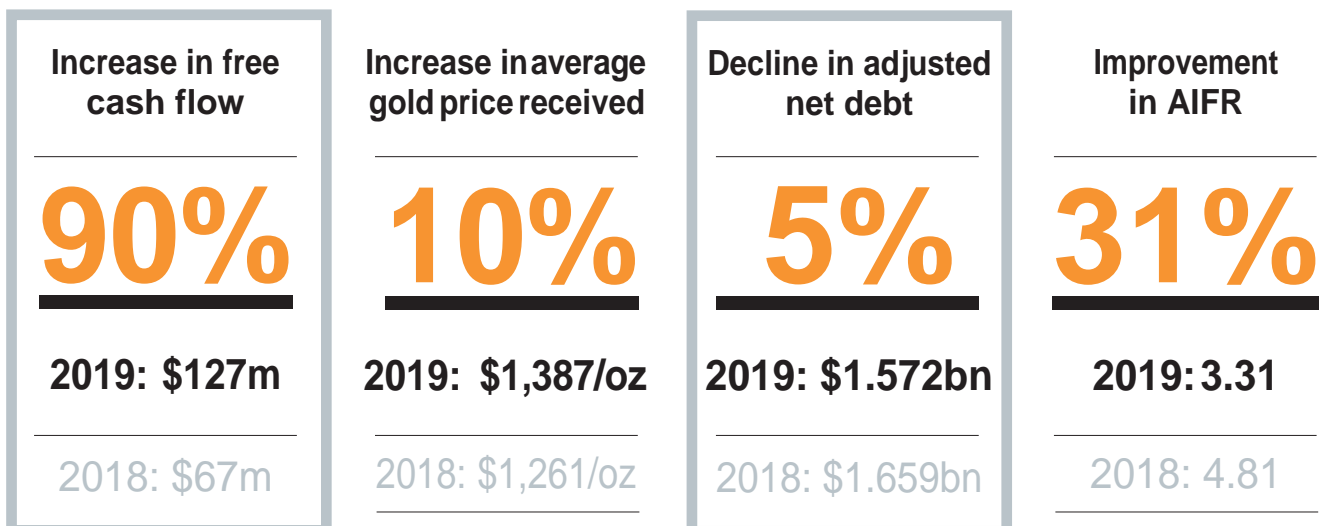 Increase in free
cash flow
90%
2019: $127m
2018: $67m
Increase in average
gold price received
10%
2019: $1,387/oz
2018: $1,261/oz
Decline in adjusted
net debt
5%
2019: $1.572bn
2018: $1.659bn
Improvement
in AIFR
31%
2019: 3.31
2018: 4.81